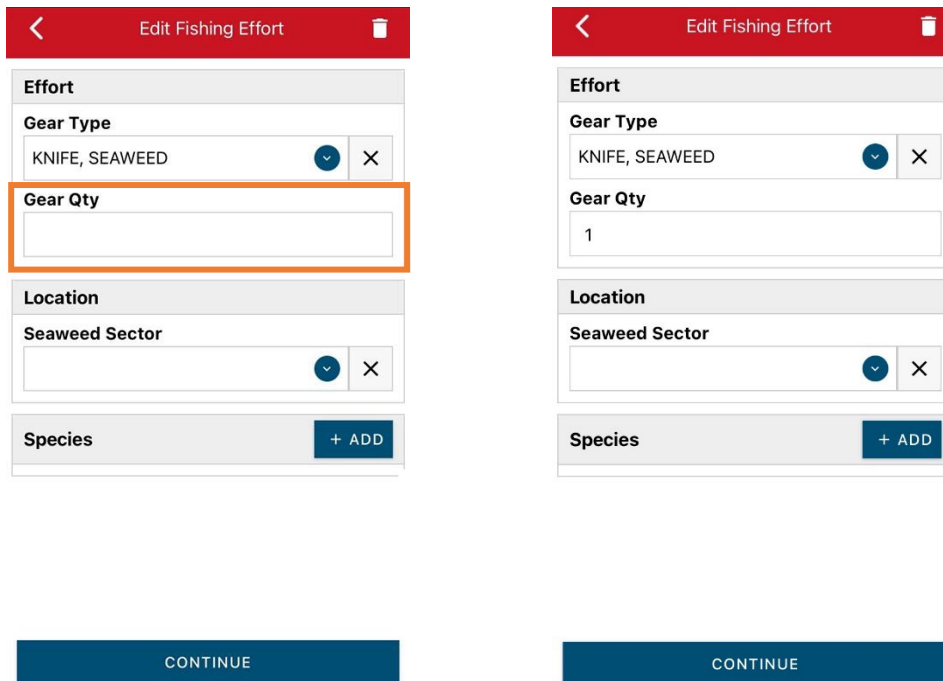 Edit Fishing Effort
Effort
Gear Type
KNIFE, SEAWEED
Gear Qty
Location
Seaweed Sector
Species
+ ADD
CONTINUE
Edit Fishing Effort
Effort
Gear Type
KNIFE, SEAWEED
Gear Qty
1
Location
Seaweed Sector
Species
+ ADD
CONTINUE